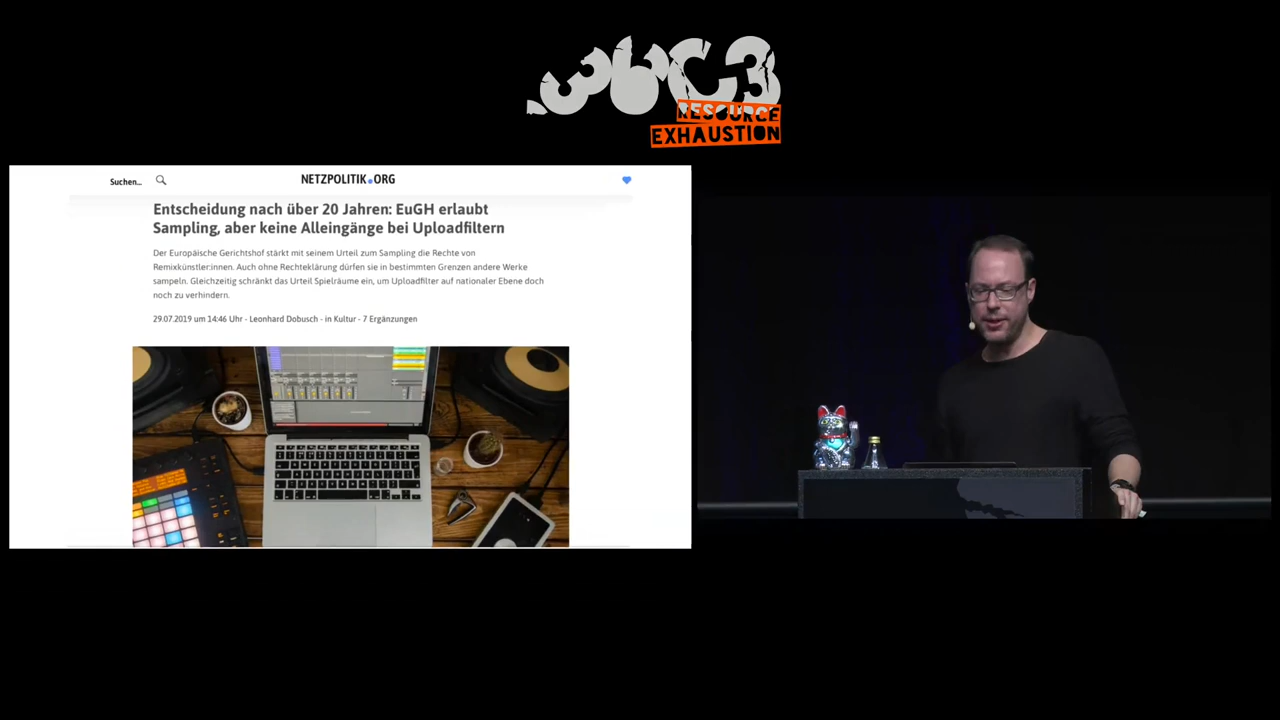 36C3
RESOURCE
EXHAUSTION
Suchen...
NETZPOLITIK.ORG
Entscheidung nach über 20 Jahren: EuGH erlaubt
Sampling, aber keine Alleingänge bei Uploadfiltern
Der Europäische Gerichtshof stärkt mit seinem Urteil zum Sampling die Rechte von
Remixkünstler:innen. Auch ohne Rechteklärung dürfen sie in bestimmten Grenzen andere Werke
sampeln. Gleichzeitig schränkt das Urteil Spielräume ein, um Uploadfilter auf nationaler Ebene doch
noch zu verhindern.
29.07.2019 um 14:46 Uhr - Leonhard Dobusch - in Kultur - 7 Ergänzungen